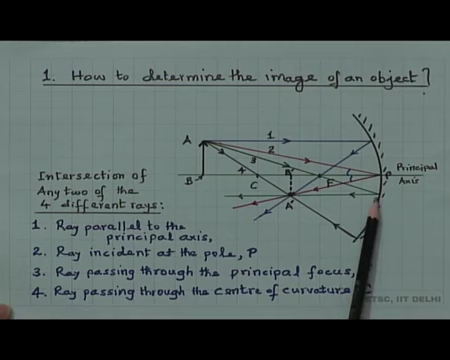 1. How to determine the image of an object?
1
A
2
3
B'
4
P
Principal
Axis
B
C
F
A'
Intersection of
Any two of the
4 different rays:
1. Ray parallel to the
principal axis,
2. Ray incident at the pole, P
3. Ray passing through the principal focus,
4. Ray passing through the centre of curvature
ETSC, IIT DELHI